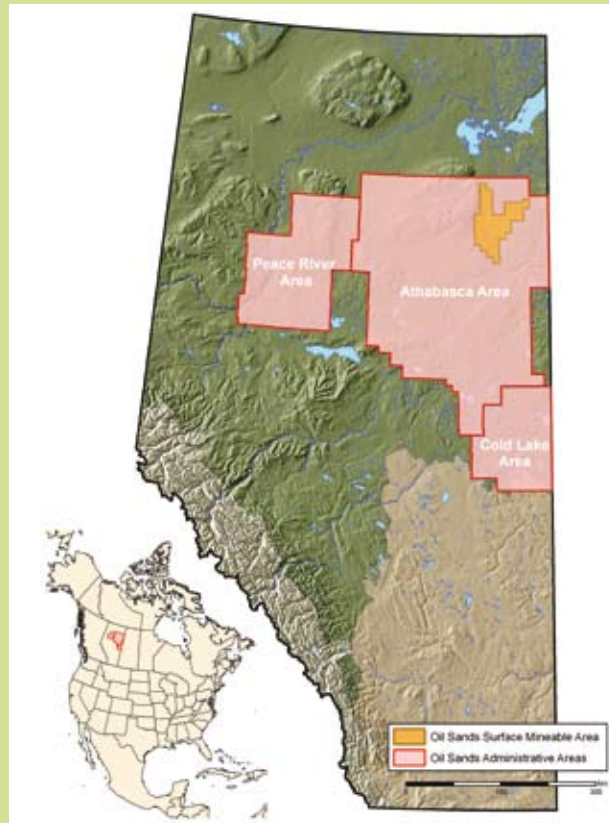 Peace River
Area
Athabasca Area
Cold Lake
Area
Oil Sands Surface Mineable Area
Oil Sands Administrative Areas